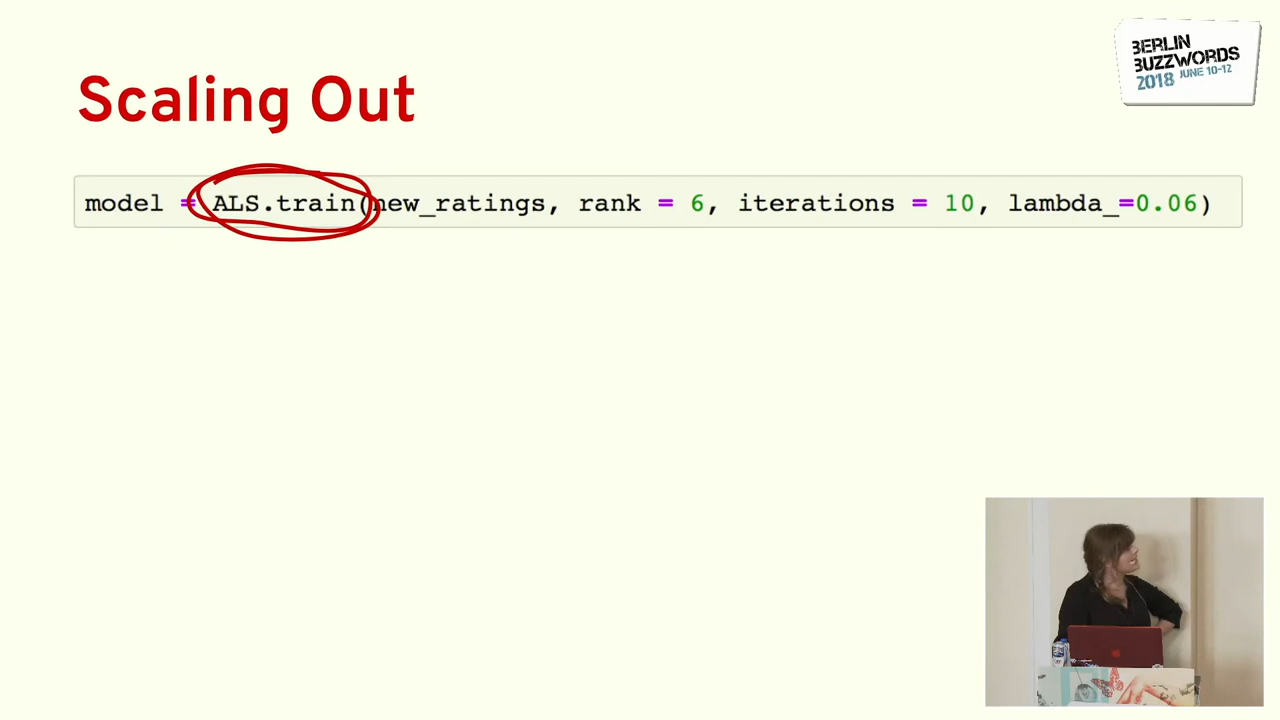 BERLIN
BUZZWORDS
2018 JUNE 10-12
Scaling Out
model = ALS.train(new_ratings, rank = 6, iterations = 10, lambda_=0.06)